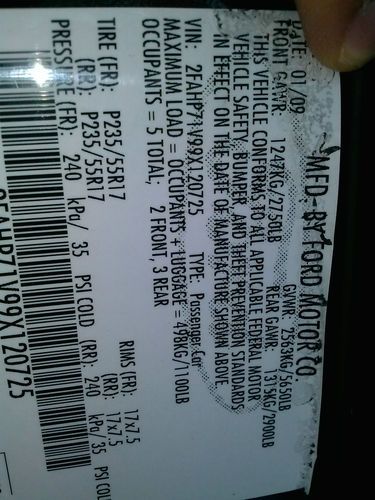 MFD. BY FORD MOTOR CO.
DATE 01/09 GVWR: 2563KG/5650LB
FRONT GAWR: 1248KG/2750LB REAR GAWR: 1315KG/2900LB
THIS VEHICLE CONFORMS TO ALL APPLICABLE FEDERAL MOTOR
VEHICLE SAFETY, BUMPER, AND THEFT PREVENTION STANDARDS
IN EFFECT ON THE DATE OF MANUFACTURE SHOWN ABOVE.
VIN: 2FAHP71V99X120725 TYPE: Passenger Car
MAXIMUM LOAD = OCCUPANTS + LUGGAGE = 498KG/1100LB
OCCUPANTS = 5 TOTAL; 2 FRONT, 3 REAR
TIRE (FR): P235/55R17 RIMS (FR): 17x7.5
(RR): P235/55R17 (RR): 17x7.5
PRESSURE (FR): 240 kPa/ 35 PSI COLD (RR): 240 kPa/ 35 PSI COL
2FAHP71V99X120725